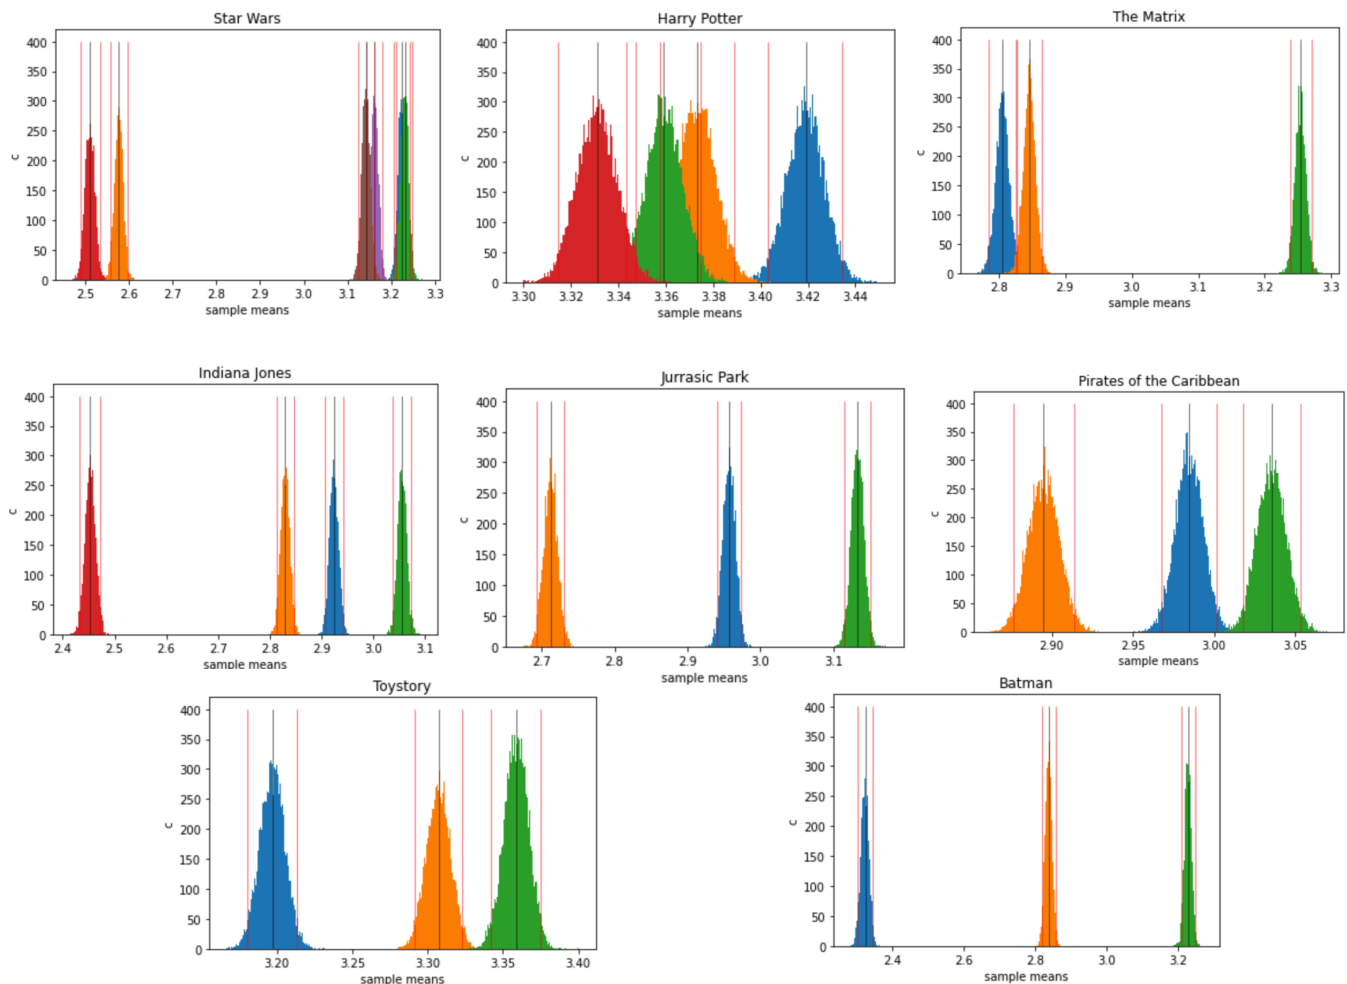 Star Wars
400
350
300
250
200
150
100
50
0
c
2.5 2.6 2.7 2.8 2.9 3.0 3.1 3.2 3.3
sample means
Harry Potter
400
350
300
250
200
150
100
50
0
c
3.30 3.32 3.34 3.36 3.38 3.40 3.42 3.44
sample means
The Matrix
400
350
300
250
200
150
100
50
0
c
2.8 2.9 3.0 3.1 3.2 3.3
sample means
Indiana Jones
400
350
300
250
200
150
100
50
0
c
2.4 2.5 2.6 2.7 2.8 2.9 3.0 3.1
sample means
Jurrasic Park
400
350
300
250
200
150
100
50
0
c
2.7 2.8 2.9 3.0 3.1
sample means
Pirates of the Caribbean
400
350
300
250
200
150
100
50
0
c
2.90 2.95 3.00 3.05
sample means
Toystory
400
350
300
250
200
150
100
50
0
c
3.20 3.25 3.30 3.35 3.40
sample means
Batman
400
350
300
250
200
150
100
50
0
c
2.4 2.6 2.8 3.0 3.2
sample means